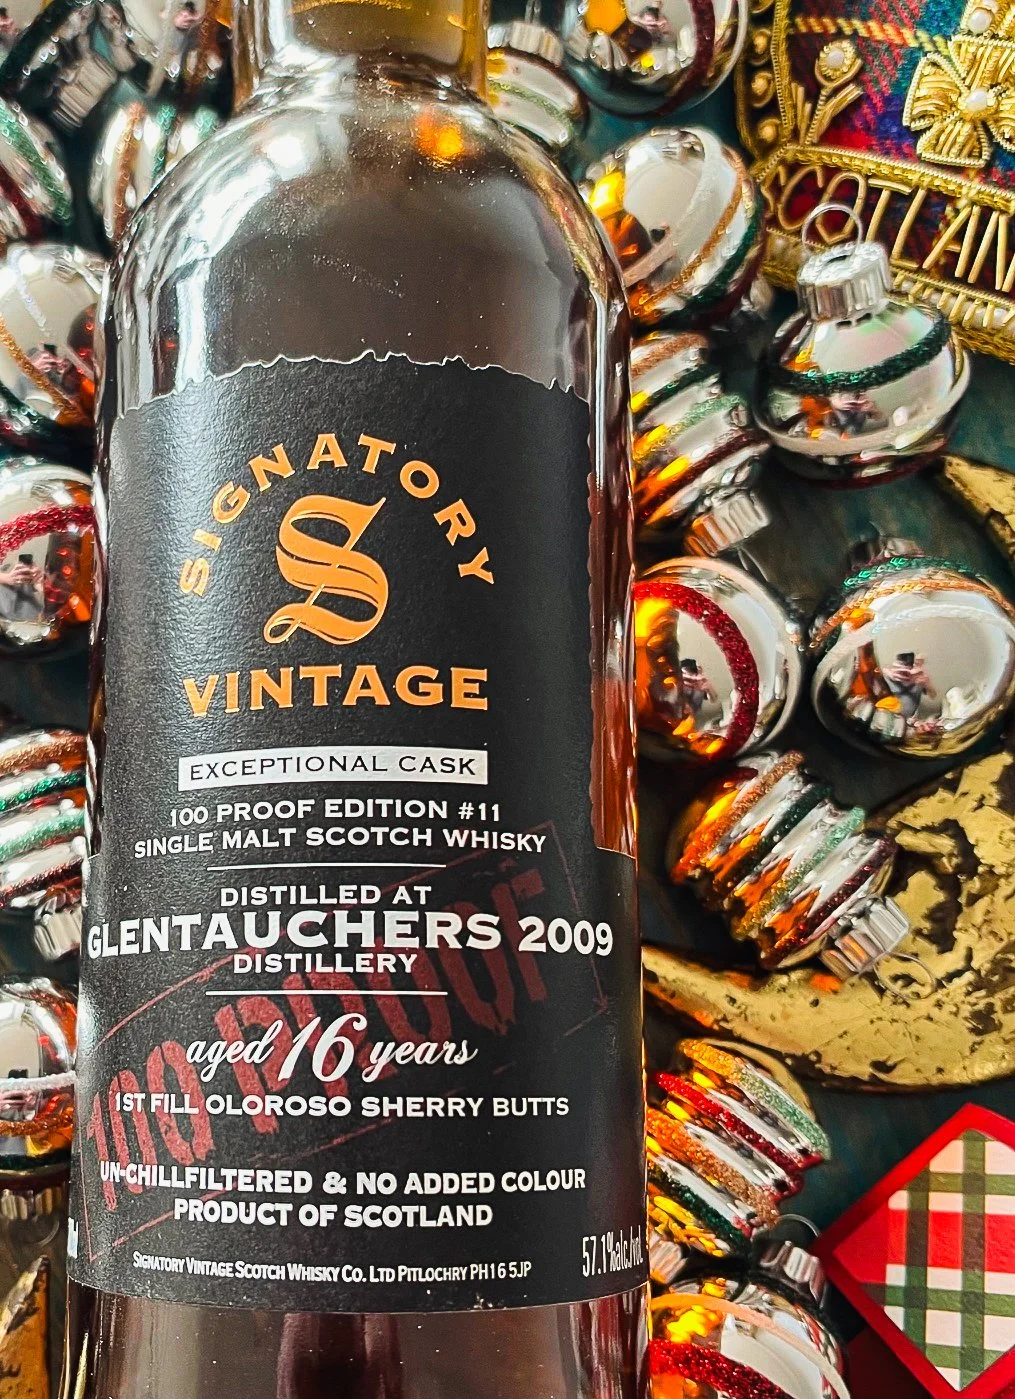 SCOTLAN
SIGNATORY
S
VINTAGE
EXCEPTIONAL CASK
100 PROOF EDITION #11
SINGLE MALT SCOTCH WHISKY
DISTILLED AT
GLENTAUCHERS 2009
DISTILLERY
aged 16 years
1ST FILL OLOROSO SHERRY BUTTS
100 PROOF
UN-CHILLFILTERED & NO ADDED COLOUR
PRODUCT OF SCOTLAND
SIGNATORY VINTAGE SCOTCH WHISKY CO. LTD PITLOCHRY PH16 5JP
57.1%alc./vol.